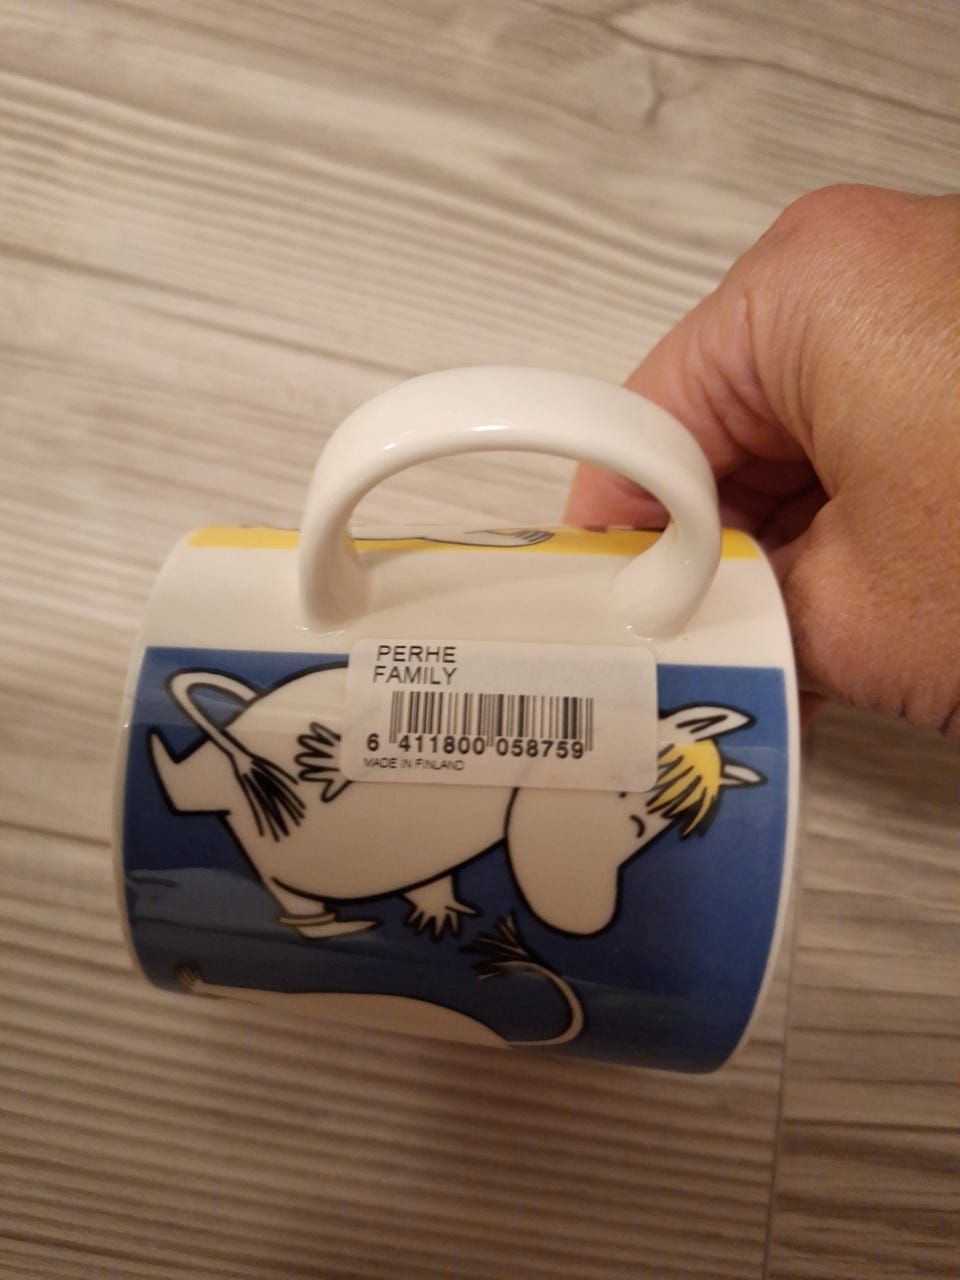 PERHE
FAMILY
6 411800 058759
MADE IN FINLAND